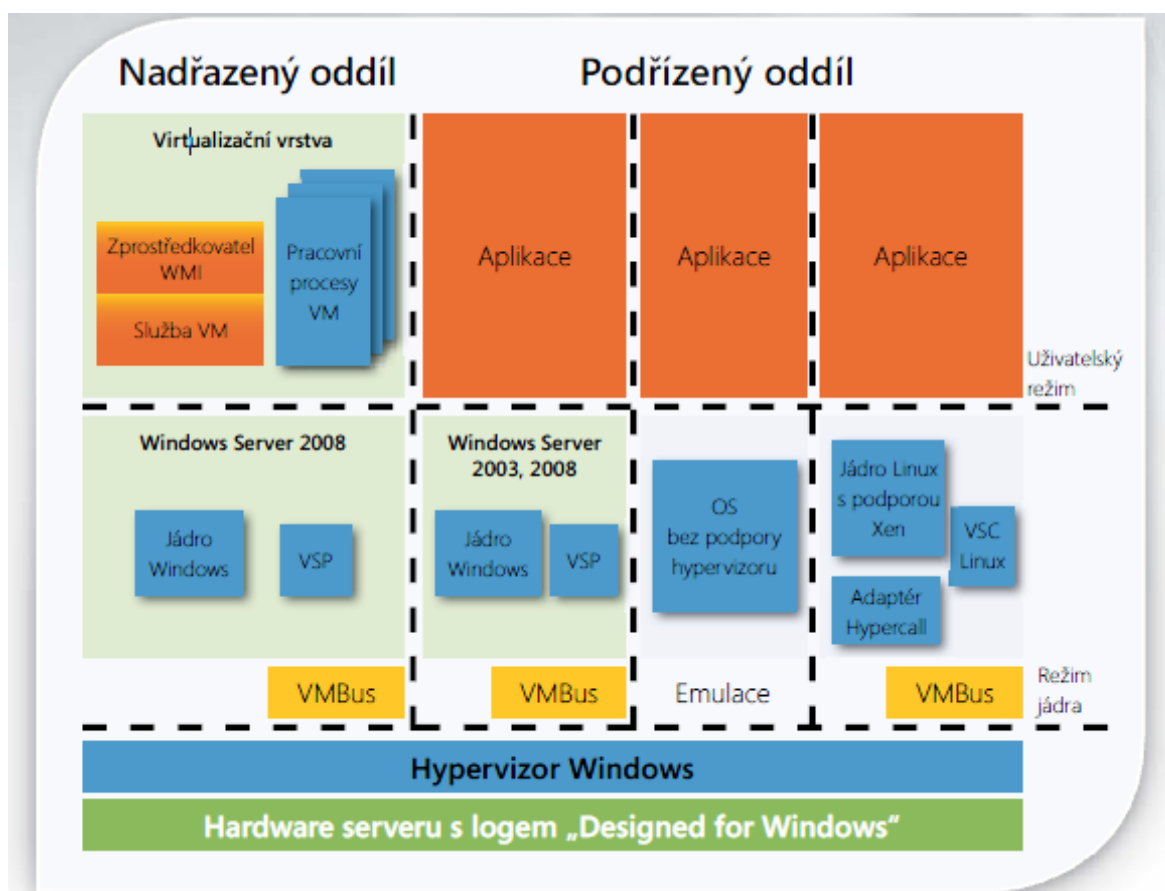 Nadřazený oddíl
Podřízený oddíl
Virtualizační vrstva
Zprostředkovatel
WMI
Služba VM
Pracovní
procesy
VM
Aplikace
Aplikace
Aplikace
Uživatelský
režim
Windows Server 2008
Jádro
Windows
VSP
Windows Server
2003, 2008
Jádro
Windows
VSP
OS
bez podpory
hypervizoru
Jádro Linux
s podporou
Xen
VSC
Linux
Adaptér
Hypercall
VMBus
VMBus
Emulace
VMBus
Režim
jádra
Hypervizor Windows
Hardware serveru s logem „Designed for Windows“